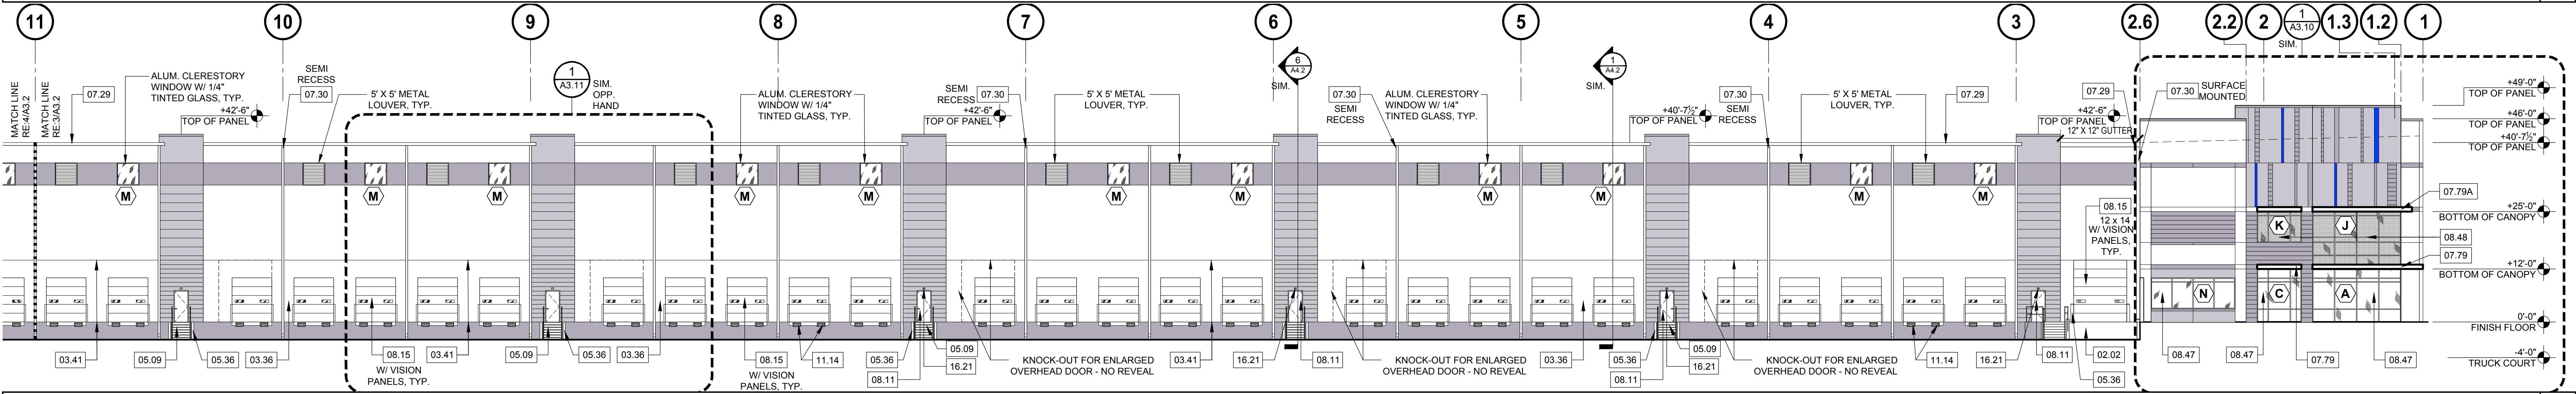 11
10
9
8
7
6
5
4
3
2.6
2.2
2
1
A3.10
SIM.
1.3
1.2
1
MATCH LINE
RE:4/A3.2
MATCH LINE
RE:3/A3.2
07.29
ALUM. CLERESTORY
WINDOW W/ 1/4"
TINTED GLASS, TYP.
+42'-6"
TOP OF PANEL
SEMI
RECESS
07.30
5' X 5' METAL
LOUVER, TYP.
1
A3.11
SIM.
OPP.
HAND
ALUM. CLERESTORY
WINDOW W/ 1/4"
TINTED GLASS, TYP.
SEMI
RECESS
+42'-6"
TOP OF PANEL
07.30
5' X 5' METAL
LOUVER, TYP.
6
A4.2
SIM.
07.30
SEMI
RECESS
ALUM. CLERESTORY
WINDOW W/ 1/4"
TINTED GLASS, TYP.
1
A4.2
SIM.
+40'-7½"
TOP OF PANEL
07.30
SEMI
RECESS
5' X 5' METAL
LOUVER, TYP.
07.29
07.29
+42'-6"
TOP OF PANEL
12" X 12" GUTTER
07.30
SURFACE
MOUNTED
+49'-0"
TOP OF PANEL
+46'-0"
TOP OF PANEL
+40'-7½"
TOP OF PANEL
M
M
M
M
M
M
M
M
M
M
M
07.79A
08.15
12 x 14
W/ VISION
PANELS,
TYP.
+25'-0"
BOTTOM OF CANOPY
K
J
08.48
07.79
+12'-0"
BOTTOM OF CANOPY
N
C
A
0'-0"
FINISH FLOOR
-4'-0"
TRUCK COURT
03.41
05.09
05.36
03.36
08.15
W/ VISION
PANELS, TYP.
03.41
05.09
05.36
03.36
08.15
W/ VISION
PANELS, TYP.
11.14
05.36
08.11
05.09
16.21
KNOCK-OUT FOR ENLARGED
OVERHEAD DOOR - NO REVEAL
03.41
16.21
08.11
KNOCK-OUT FOR ENLARGED
OVERHEAD DOOR - NO REVEAL
03.36
05.36
08.11
05.09
16.21
KNOCK-OUT FOR ENLARGED
OVERHEAD DOOR - NO REVEAL
11.14
16.21
08.11
02.02
05.36
08.47
08.47
07.79
08.47